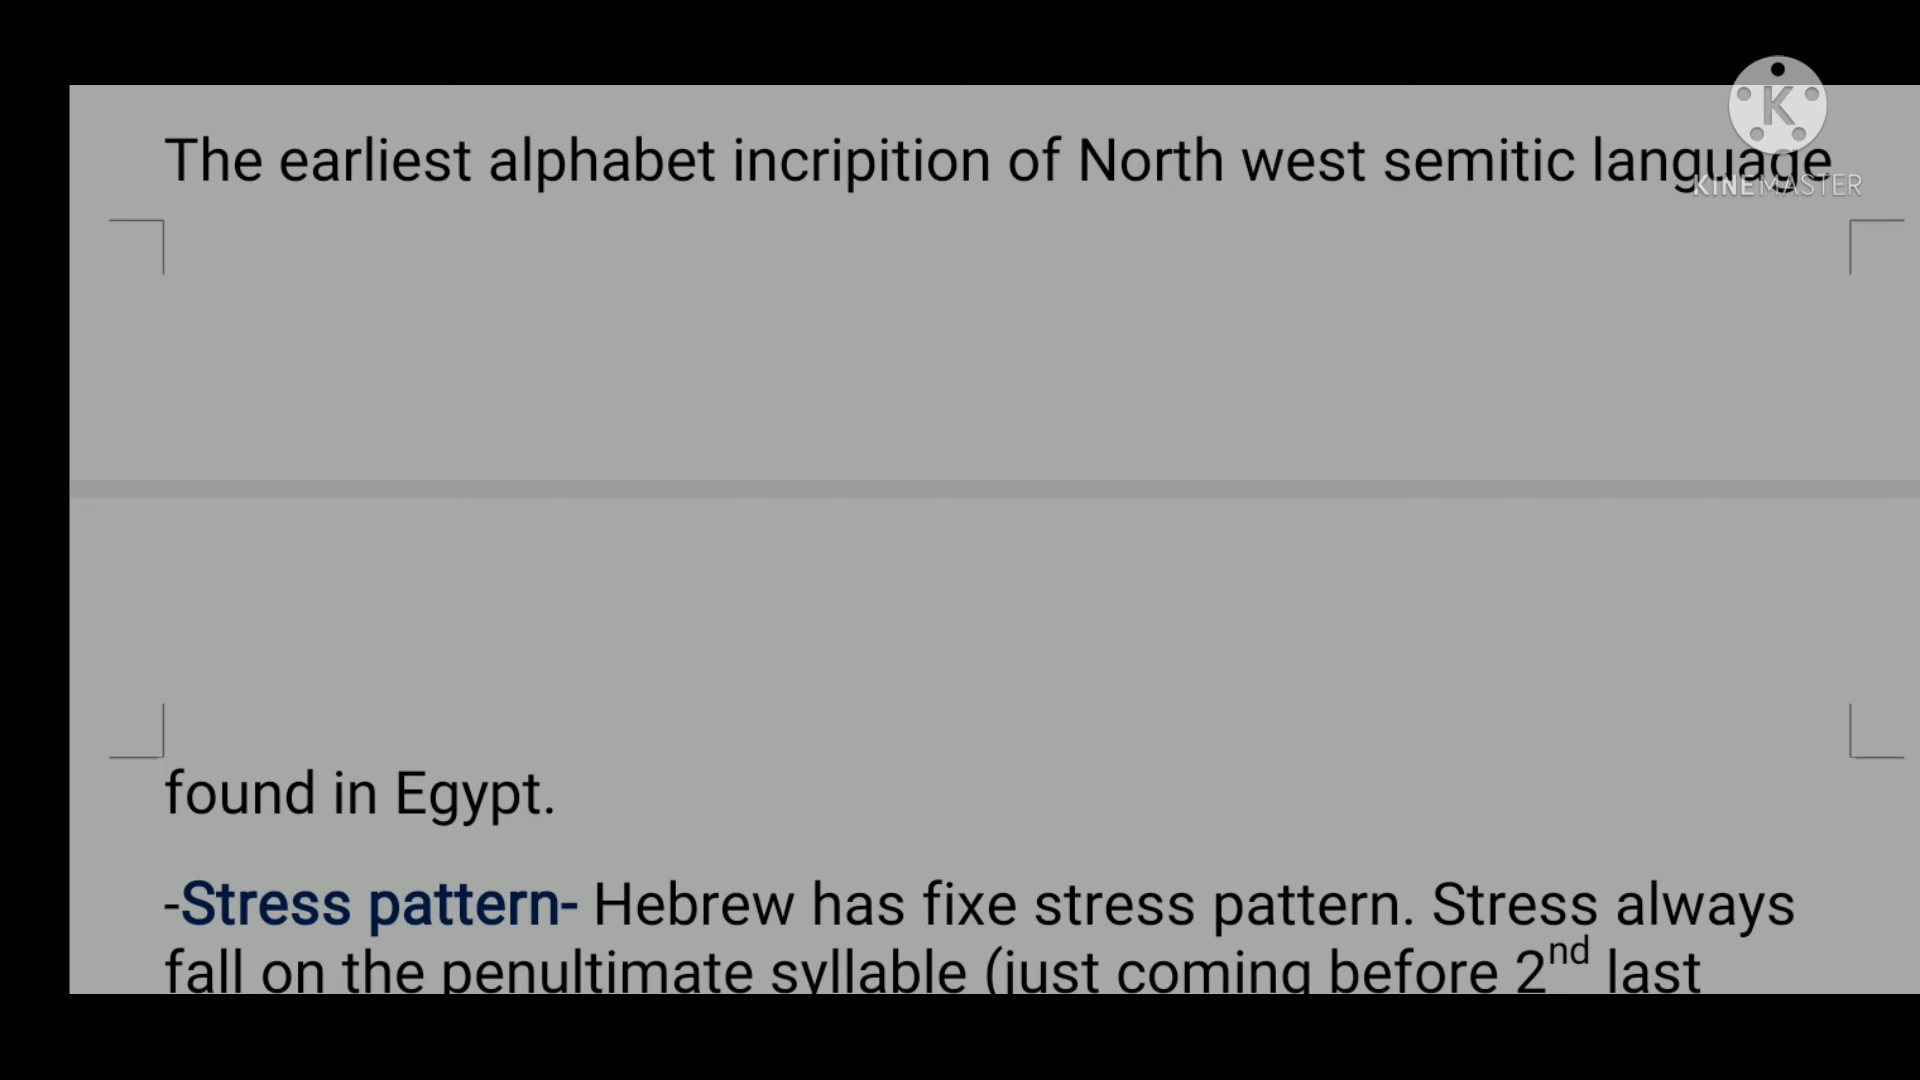 K
The earliest alphabet incripition of North west semitic language
KINEMASTER
found in Egypt.
-Stress pattern- Hebrew has fixe stress pattern. Stress always
fall on the penultimate syllable (just coming before 2nd last